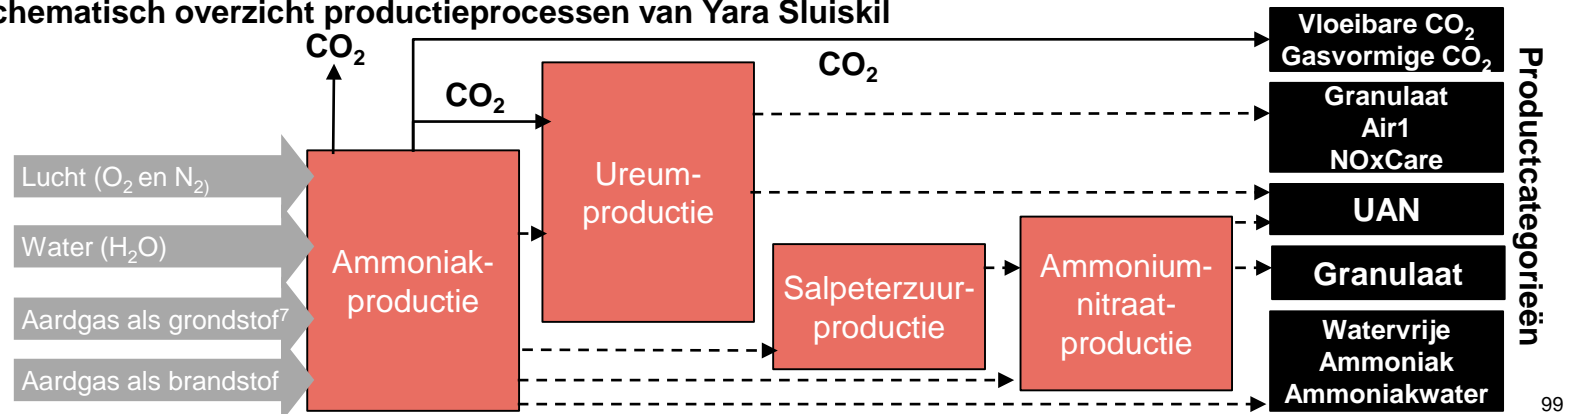 chematisch overzicht productieprocessen van Yara Sluiskil
CO2
CO2
CO2
Lucht (O2 en N2)
Water (H2O)
Aardgas als grondstof7
Aardgas als brandstof
Ammoniak-
productie
Ureum-
productie
Salpeterzuur-
productie
Ammonium-
nitraat-
productie
Vloeibare CO2
Gasvormige CO2
Granulaat
Air1
NOxCare
UAN
Granulaat
Watervrije
Ammoniak
Ammoniakwater
Productcategorieën
99